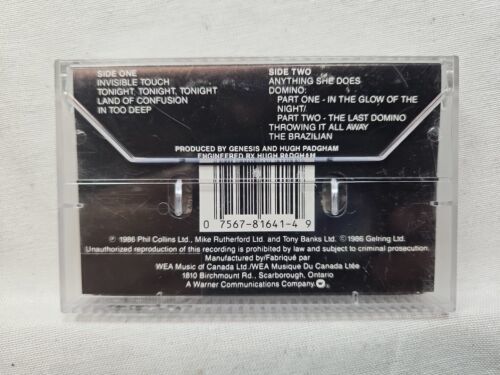 SIDE ONE
INVISIBLE TOUCH
TONIGHT, TONIGHT, TONIGHT
LAND OF CONFUSION
IN TOO DEEP
SIDE TWO
ANYTHING SHE DOES
DOMINO:
PART ONE - IN THE GLOW OF THE
NIGHT/
PART TWO - THE LAST DOMINO
THROWING IT ALL AWAY
THE BRAZILIAN
PRODUCED BY GENESIS AND HUGH PADGHAM
ENGINEERED BY HUGH PADGHAM
0 7567-81641-4 9
℗ 1986 Phil Collins Ltd., Mike Rutherford Ltd. and Tony Banks Ltd. © 1986 Gelring Ltd.
Unauthorized reproduction of this recording is prohibited by law and subject to criminal prosecution.
Manufactured by/Fabriqué par
WEA Music of Canada Ltd./WEA Musique Du Canada Ltée
1810 Birchmount Rd., Scarborough, Ontario
A Warner Communications Company.